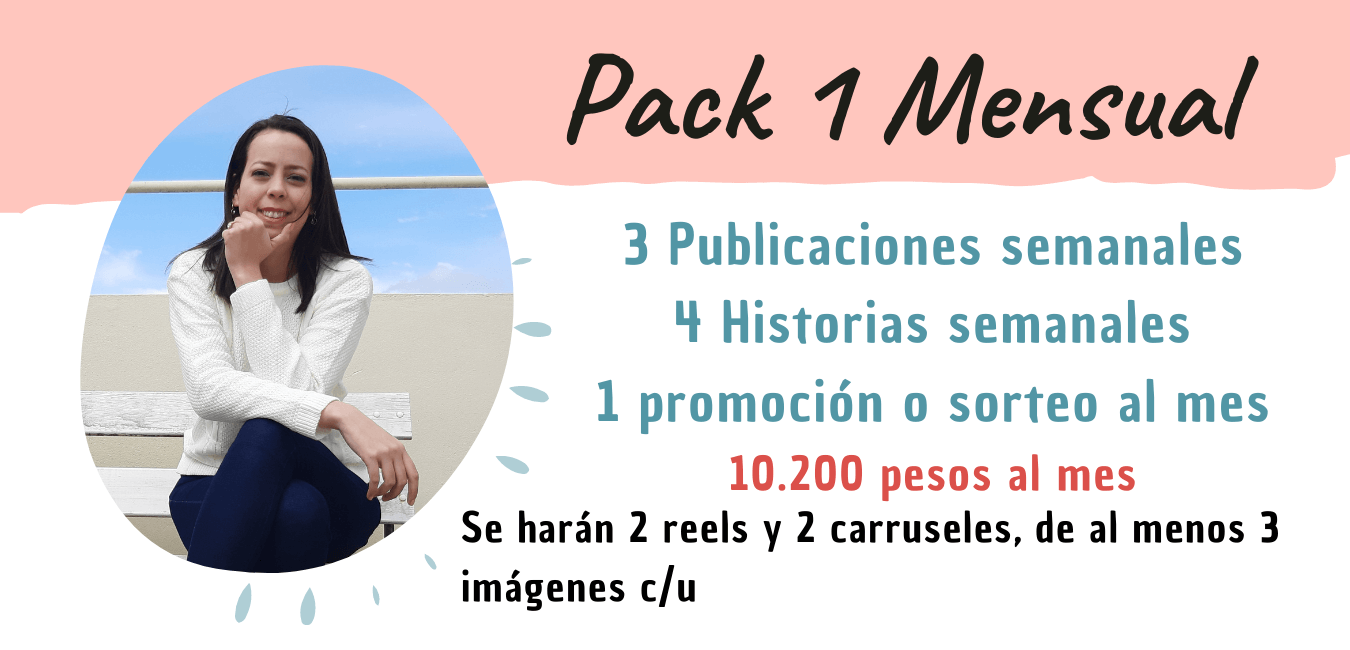 Pack 1 Mensual
3 Publicaciones semanales
4 Historias semanales
1 promoción o sorteo al mes
10.200 pesos al mes
Se harán 2 reels y 2 carruseles, de al menos 3
imágenes c/u